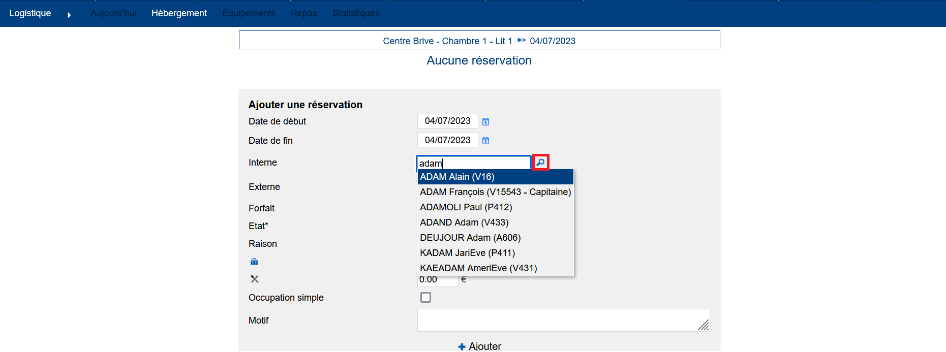 Logistique Aujourd'hui Hébergement Équipements Repas Statistiques
Centre Brive - Chambre 1 - Lit 1 04/07/2023
Aucune réservation
Ajouter une réservation
Date de début 04/07/2023
Date de fin 04/07/2023
Interne adam
ADAM Alain (V16)
Externe
ADAM François (V15543 - Capitaine)
Forfait
ADAMOLI Paul (P412)
Etat*
ADAND Adam (V433)
Raison
DEUJOUR Adam (A606)
KADAM JariEve (P411)
KAEADAM AmerlEve (V431)
0.00 €
Occupation simple
Motif
Ajouter